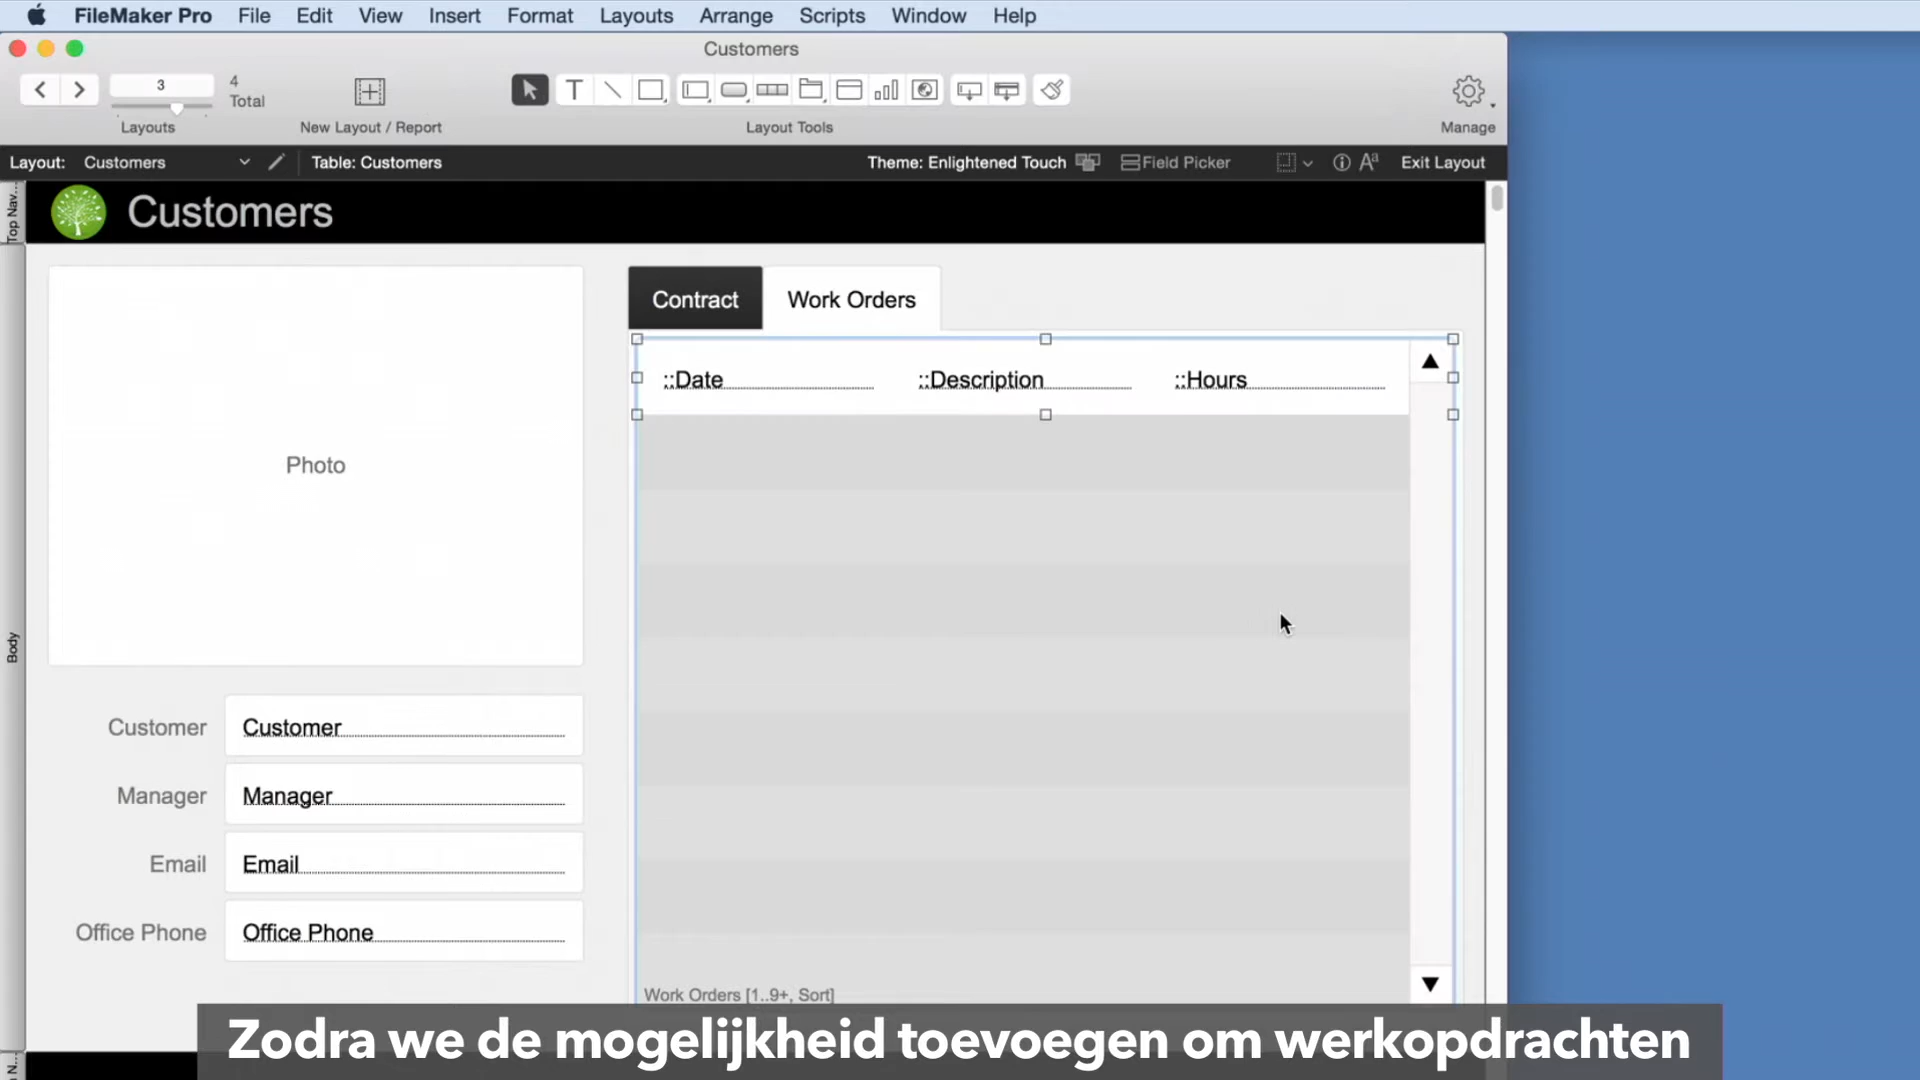 FileMaker Pro File Edit View Insert Format Layouts Arrange Scripts Window Help
Customers
3
4
Total
Layouts
New Layout / Report
Layout Tools
Manage
Layout: Customers
Table: Customers
Theme: Enlightened Touch
Field Picker
Exit Layout
Top Nav...
Customers
Contract
Work Orders
::Date
::Description
::Hours
Photo
Body
Customer
Customer
Manager
Manager
Email
Email
Office Phone
Office Phone
Work Orders [1..9+, Sort]
Zodra we de mogelijkheid toevoegen om werkopdrachten